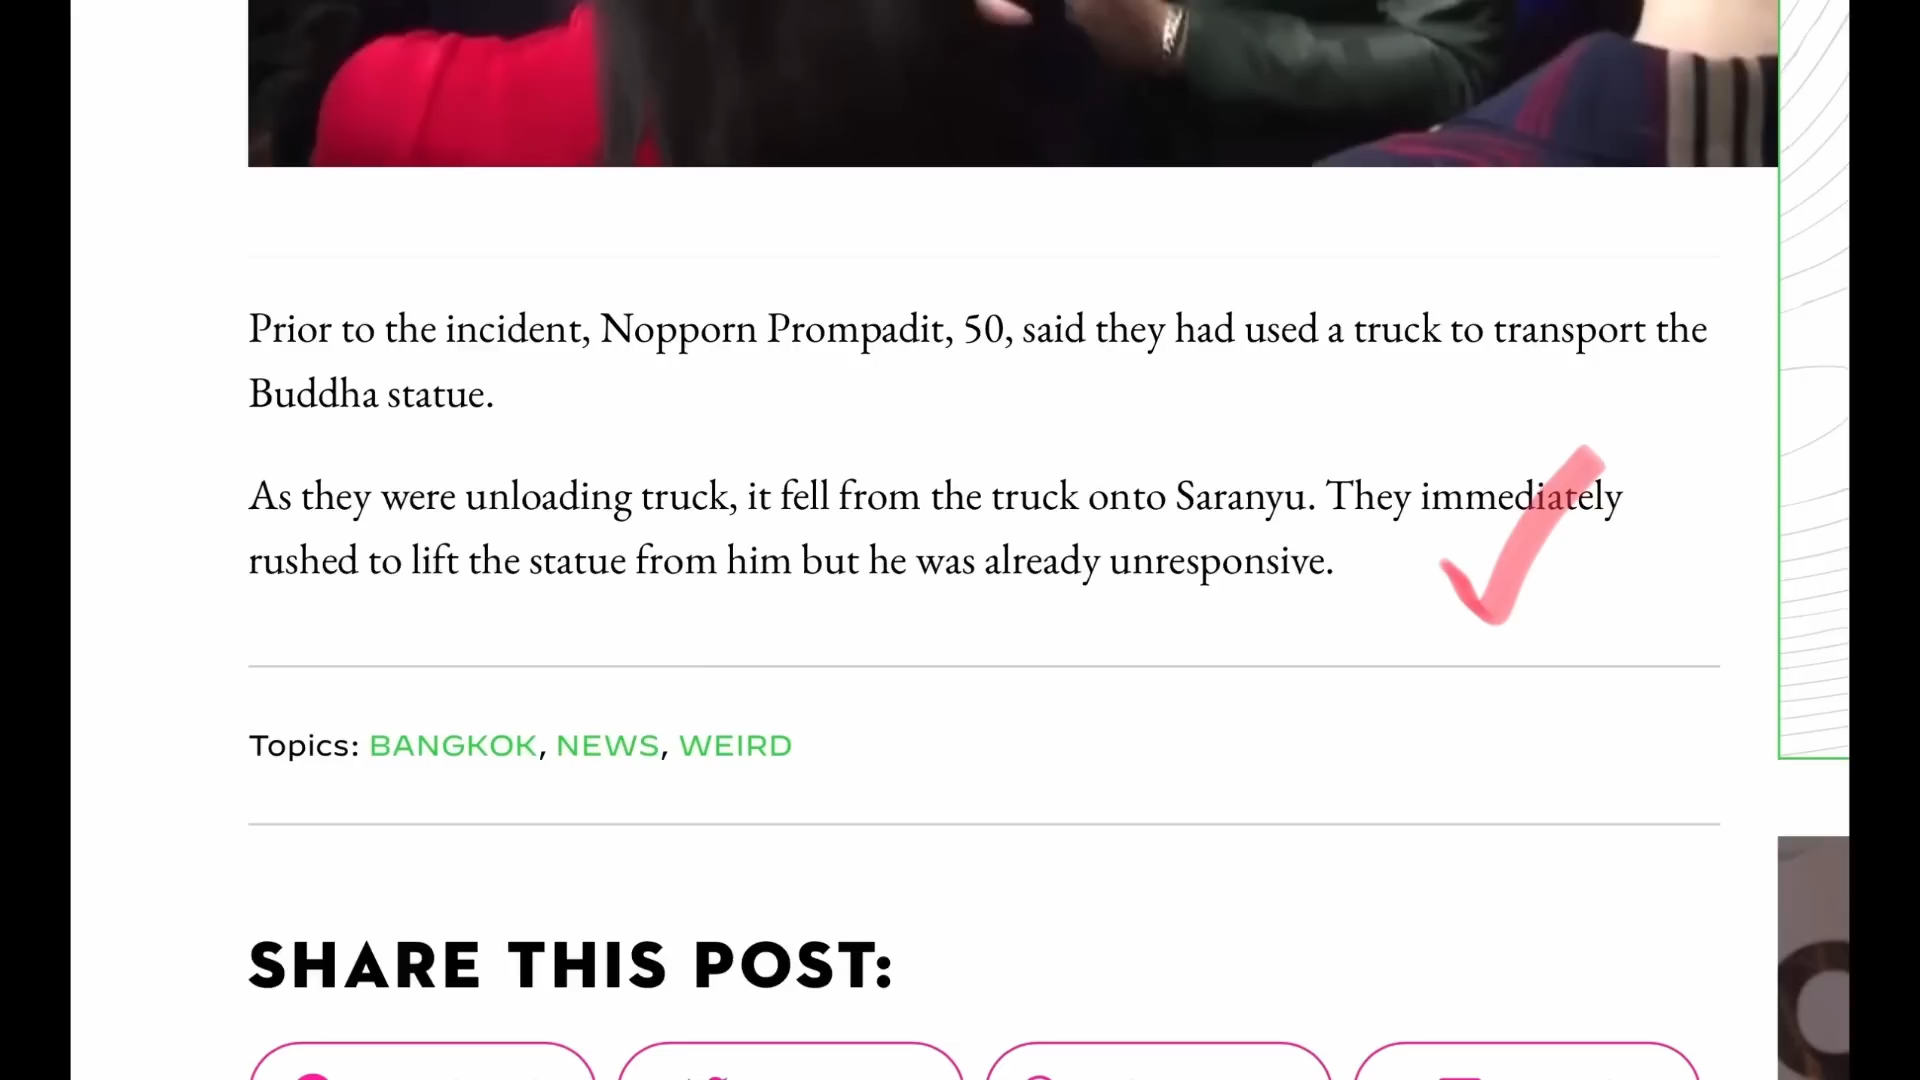 Prior to the incident, Nopporn Prompadit, 50, said they had used a truck to transport the
Buddha statue.
As they were unloading truck, it fell from the truck onto Saranyu. They immediately
rushed to lift the statue from him but he was already unresponsive.
Topics: BANGKOK, NEWS, WEIRD
SHARE THIS POST: